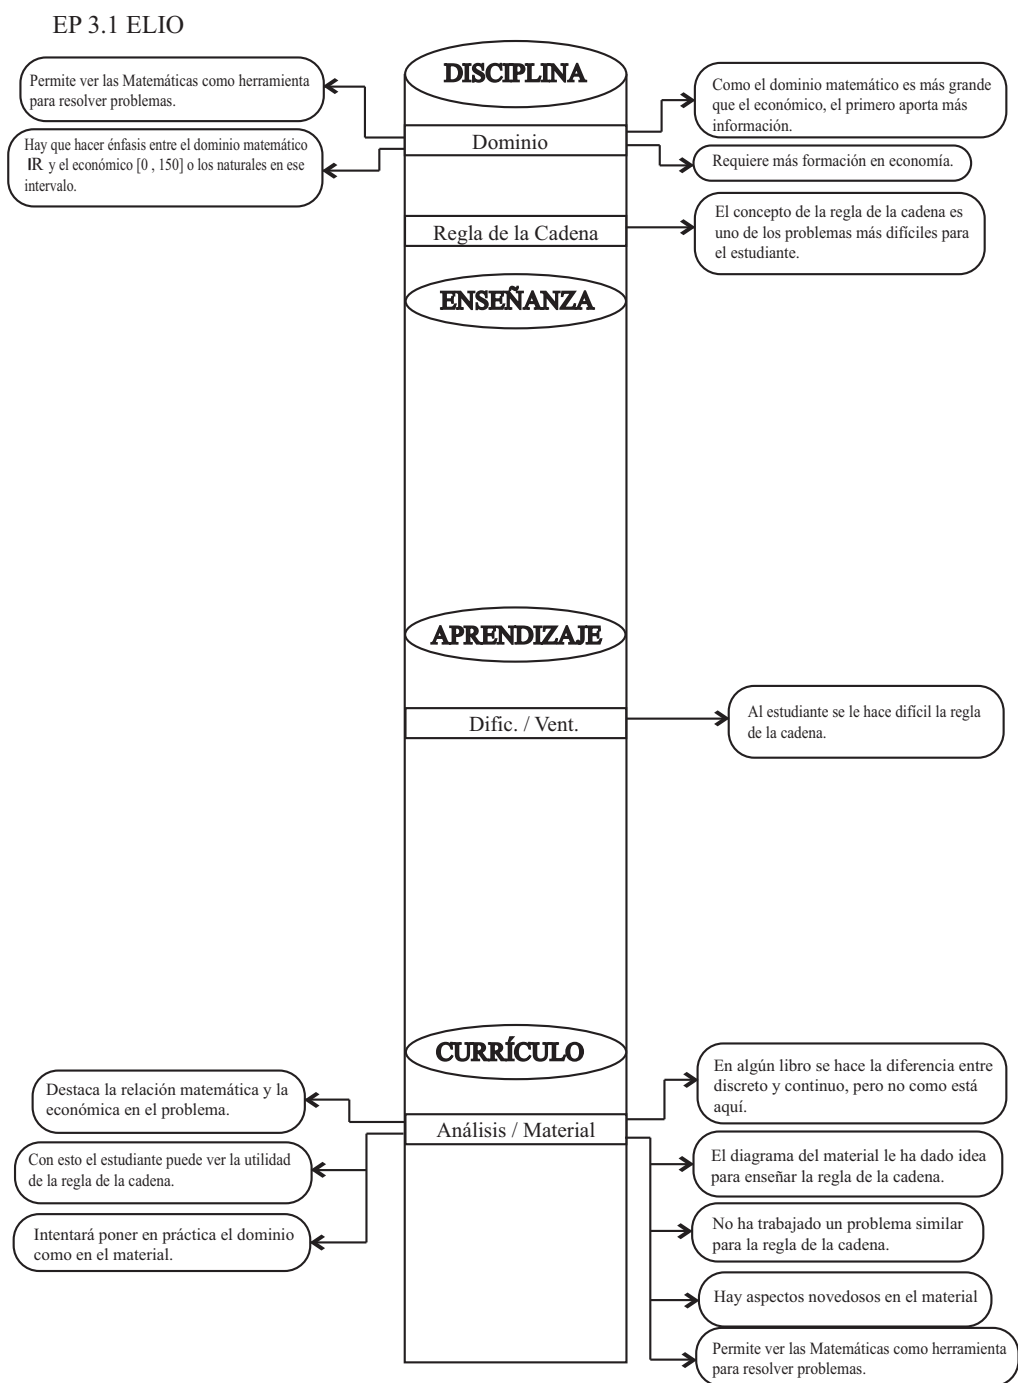 EP 3.1 ELIO
DISCIPLINA
Permite ver las Matemáticas como herramienta
para resolver problemas.
Como el dominio matemático es más grande
que el económico, el primero aporta más
información.
Dominio
Hay que hacer énfasis entre el dominio matemático
IR y el económico [0 , 150] o los naturales en ese
intervalo.
Requiere más formación en economía.
Regla de la Cadena
El concepto de la regla de la cadena es
uno de los problemas más difíciles para
el estudiante.
ENSEÑANZA
APRENDIZAJE
Dific. / Vent.
Al estudiante se le hace difícil la regla
de la cadena.
CURRÍCULO
En algún libro se hace la diferencia entre
discreto y continuo, pero no como está
aquí.
Destaca la relación matemática y la
económica en el problema.
Análisis / Material
Con esto el estudiante puede ver la utilidad
de la regla de la cadena.
El diagrama del material le ha dado idea
para enseñar la regla de la cadena.
Intentará poner en práctica el dominio
como en el material.
No ha trabajado un problema similar
para la regla de la cadena.
Hay aspectos novedosos en el material
Permite ver las Matemáticas como herramienta
para resolver problemas.